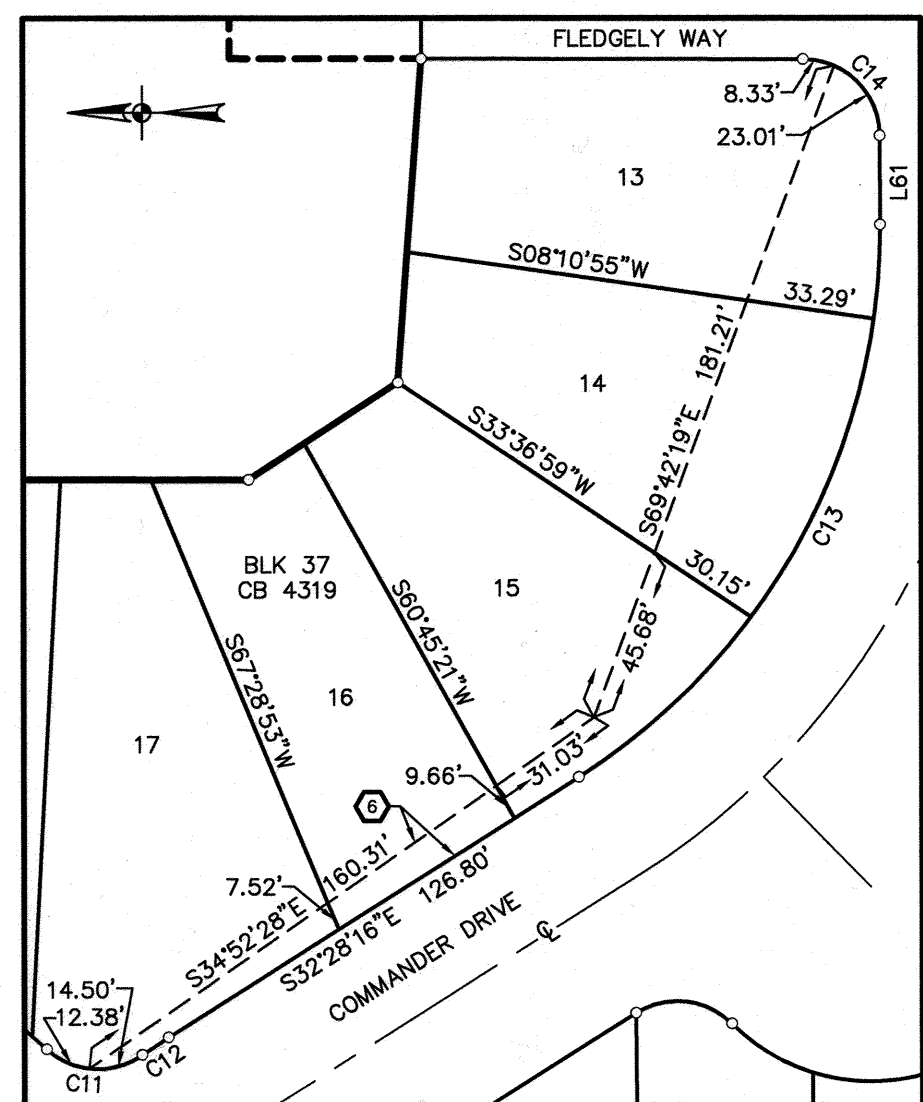 FLEDGELY WAY
C14
8.33'
23.01'
L61
13
S08°10'55"W
33.29'
14
181.21'
S69°42'19"E
S33°36'59"W
C13
30.15'
BLK 37
CB 4319
15
S60°45'21"W
45.68'
S67°28'53"W
16
17
31.03'
9.66'
6
160.31'
126.80'
7.52'
S34°52'28"E
S32°28'16"E
COMMANDER DRIVE
℄
14.50'
12.38'
C12
C11